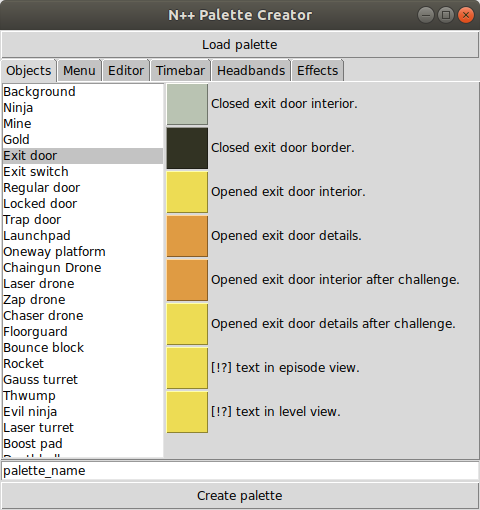 N++ Palette Creator
Load palette
Objects Menu Editor Timebar Headbands Effects
Background
Ninja
Mine
Gold
Exit door
Exit switch
Regular door
Locked door
Trap door
Launchpad
Oneway platform
Chaingun Drone
Laser drone
Zap drone
Chaser drone
Floorguard
Bounce block
Rocket
Gauss turret
Thwump
Evil ninja
Laser turret
Boost pad
Closed exit door interior.
Closed exit door border.
Opened exit door interior.
Opened exit door details.
Opened exit door interior after challenge.
Opened exit door details after challenge.
[!?] text in episode view.
[!?] text in level view.
palette_name
Create palette